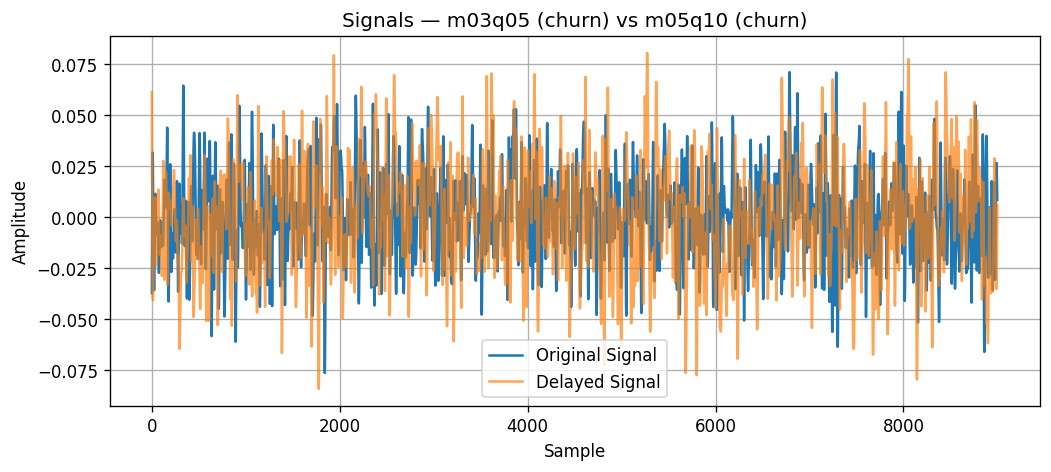 Signals — m03q05 (churn) vs m05q10 (churn)
Amplitude
0.075
0.050
0.025
0.000
−0.025
−0.050
−0.075
Original Signal
Delayed Signal
0 2000 4000 6000 8000
Sample